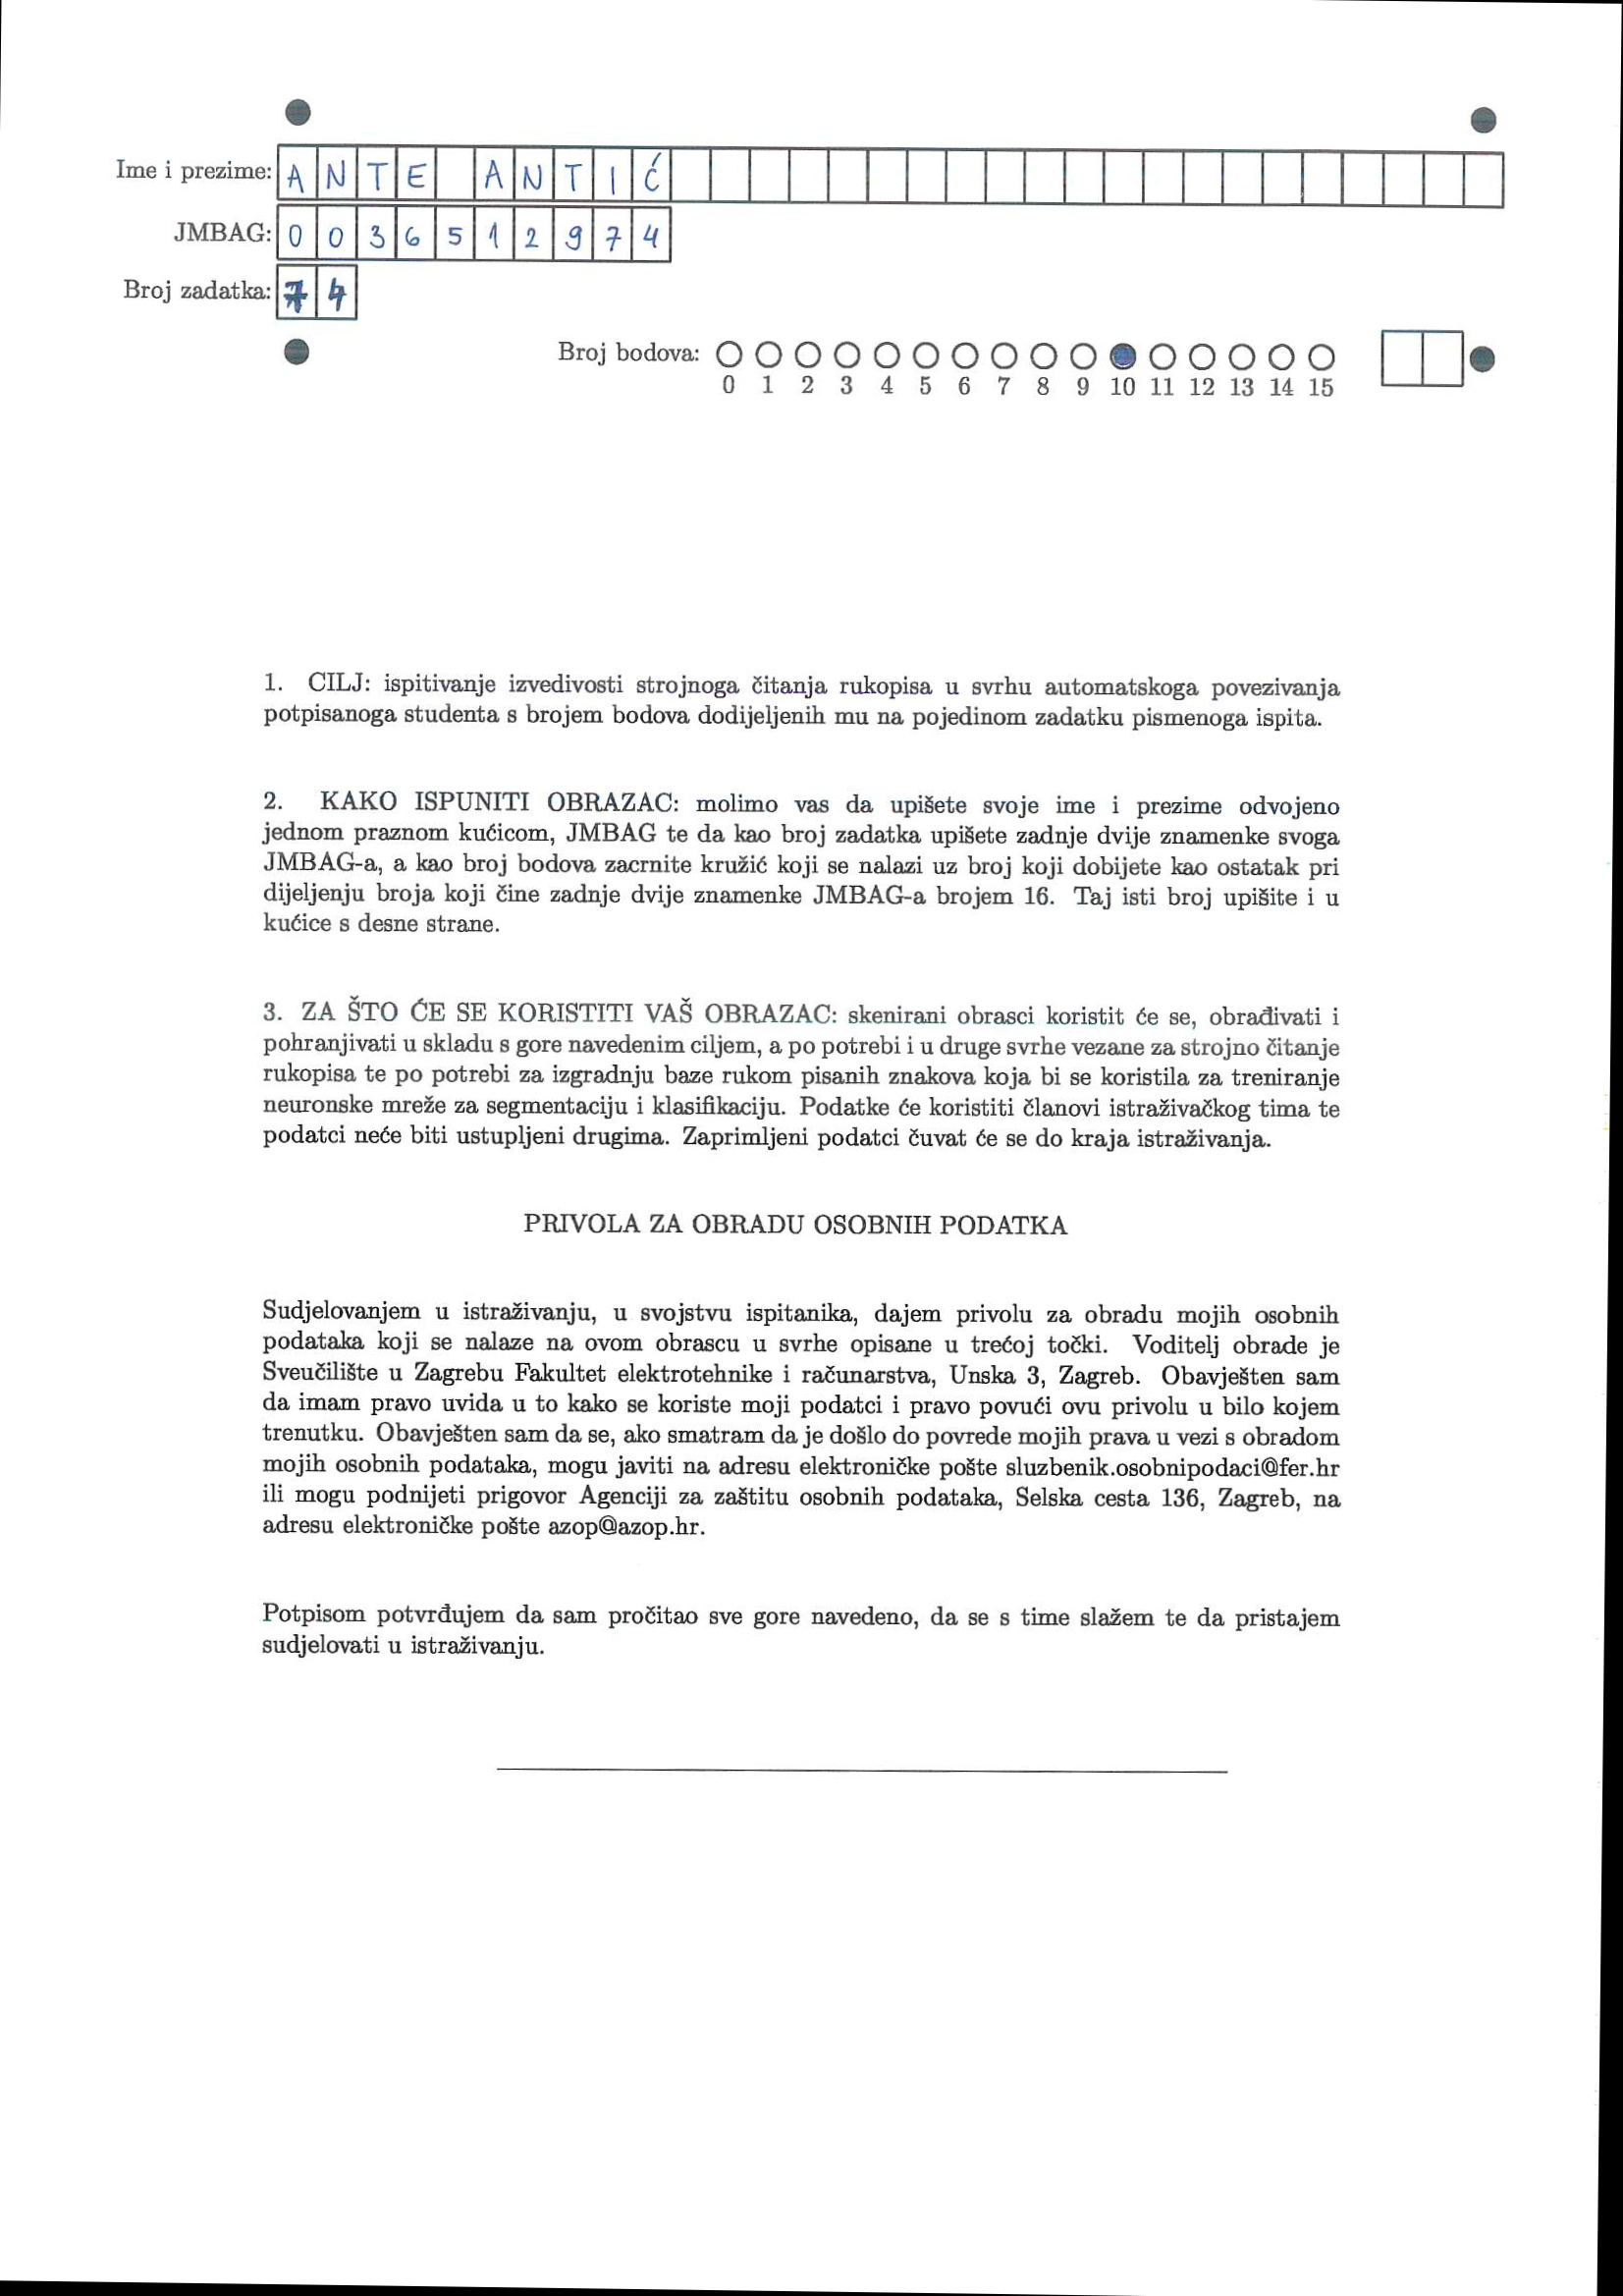 Ime i prezime: ANTE ANTIĆ
JMBAG: 0036512974
Broj zadatka: 74
Broj bodova:
0 1 2 3 4 5 6 7 8 9 10 11 12 13 14 15
1. CILJ: ispitivanje izvedivosti strojnoga čitanja rukopisa u svrhu automatskoga povezivanja
potpisanoga studenta s brojem bodova dodijeljenih mu na pojedinom zadatku pismenoga ispita.
2. KAKO ISPUNITI OBRAZAC: molimo vas da upišete svoje ime i prezime odvojeno
jednom praznom kućicom, JMBAG te da kao broj zadatka upišete zadnje dvije znamenke svoga
JMBAG-a, a kao broj bodova zacrnite kružić koji se nalazi uz broj koji dobijete kao ostatak pri
dijeljenju broja koji čine zadnje dvije znamenke JMBAG-a brojem 16. Taj isti broj upišite i u
kućice s desne strane.
3. ZA ŠTO ĆE SE KORISTITI VAŠ OBRAZAC: skenirani obrasci koristit će se, obrađivati i
pohranjivati u skladu s gore navedenim ciljem, a po potrebi i u druge svrhe vezane za strojno čitanje
rukopisa te po potrebi za izgradnju baze rukom pisanih znakova koja bi se koristila za treniranje
neuronske mreže za segmentaciju i klasifikaciju. Podatke će koristiti članovi istraživačkog tima te
podatci neće biti ustupljeni drugima. Zaprimljeni podatci čuvat će se do kraja istraživanja.
PRIVOLA ZA OBRADU OSOBNIH PODATKA
Sudjelovanjem u istraživanju, u svojstvu ispitanika, dajem privolu za obradu mojih osobnih
podataka koji se nalaze na ovom obrascu u svrhe opisane u trećoj točki. Voditelj obrade je
Sveučilište u Zagrebu Fakultet elektrotehnike i računarstva, Unska 3, Zagreb. Obavješten sam
da imam pravo uvida u to kako se koriste moji podatci i pravo povući ovu privolu u bilo kojem
trenutku. Obavješten sam da se, ako smatram da je došlo do povrede mojih prava u vezi s obradom
mojih osobnih podataka, mogu javiti na adresu elektroničke pošte sluzbenik.osobnipodaci@fer.hr
ili mogu podnijeti prigovor Agenciji za zaštitu osobnih podataka, Selska cesta 136, Zagreb, na
adresu elektroničke pošte azop@azop.hr.
Potpisom potvrđujem da sam pročitao sve gore navedeno, da se s time slažem te da pristajem
sudjelovati u istraživanju.